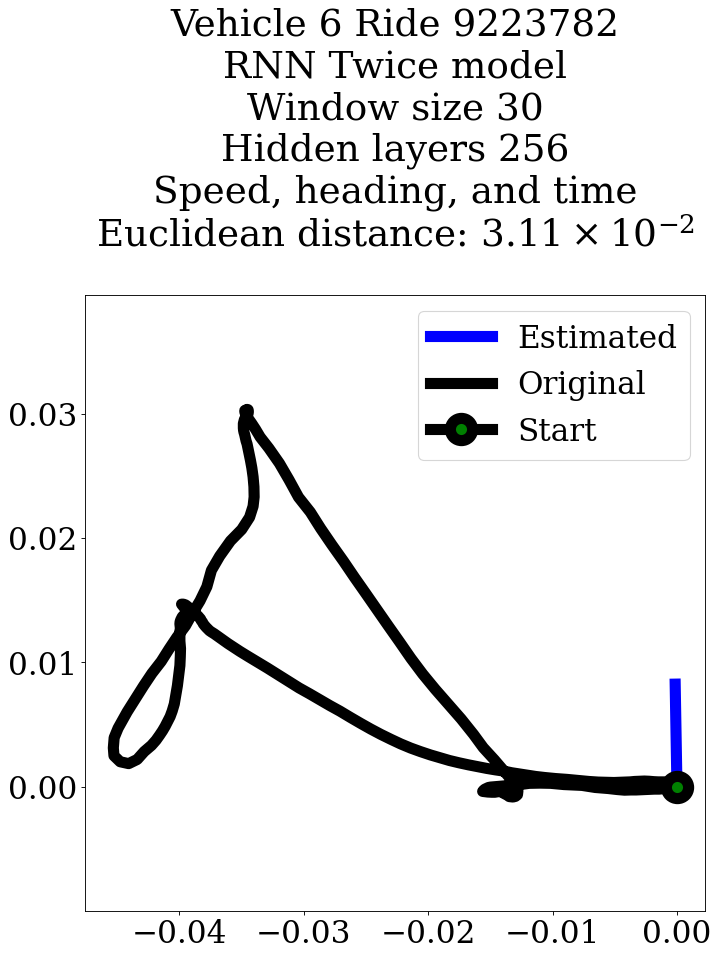 Vehicle 6 Ride 9223782
RNN Twice model
Window size 30
Hidden layers 256
Speed, heading, and time
Euclidean distance: 3.11 × 10⁻²
Estimated
Original
Start
0.03
0.02
0.01
0.00
−0.04
−0.03
−0.02
−0.01
0.00